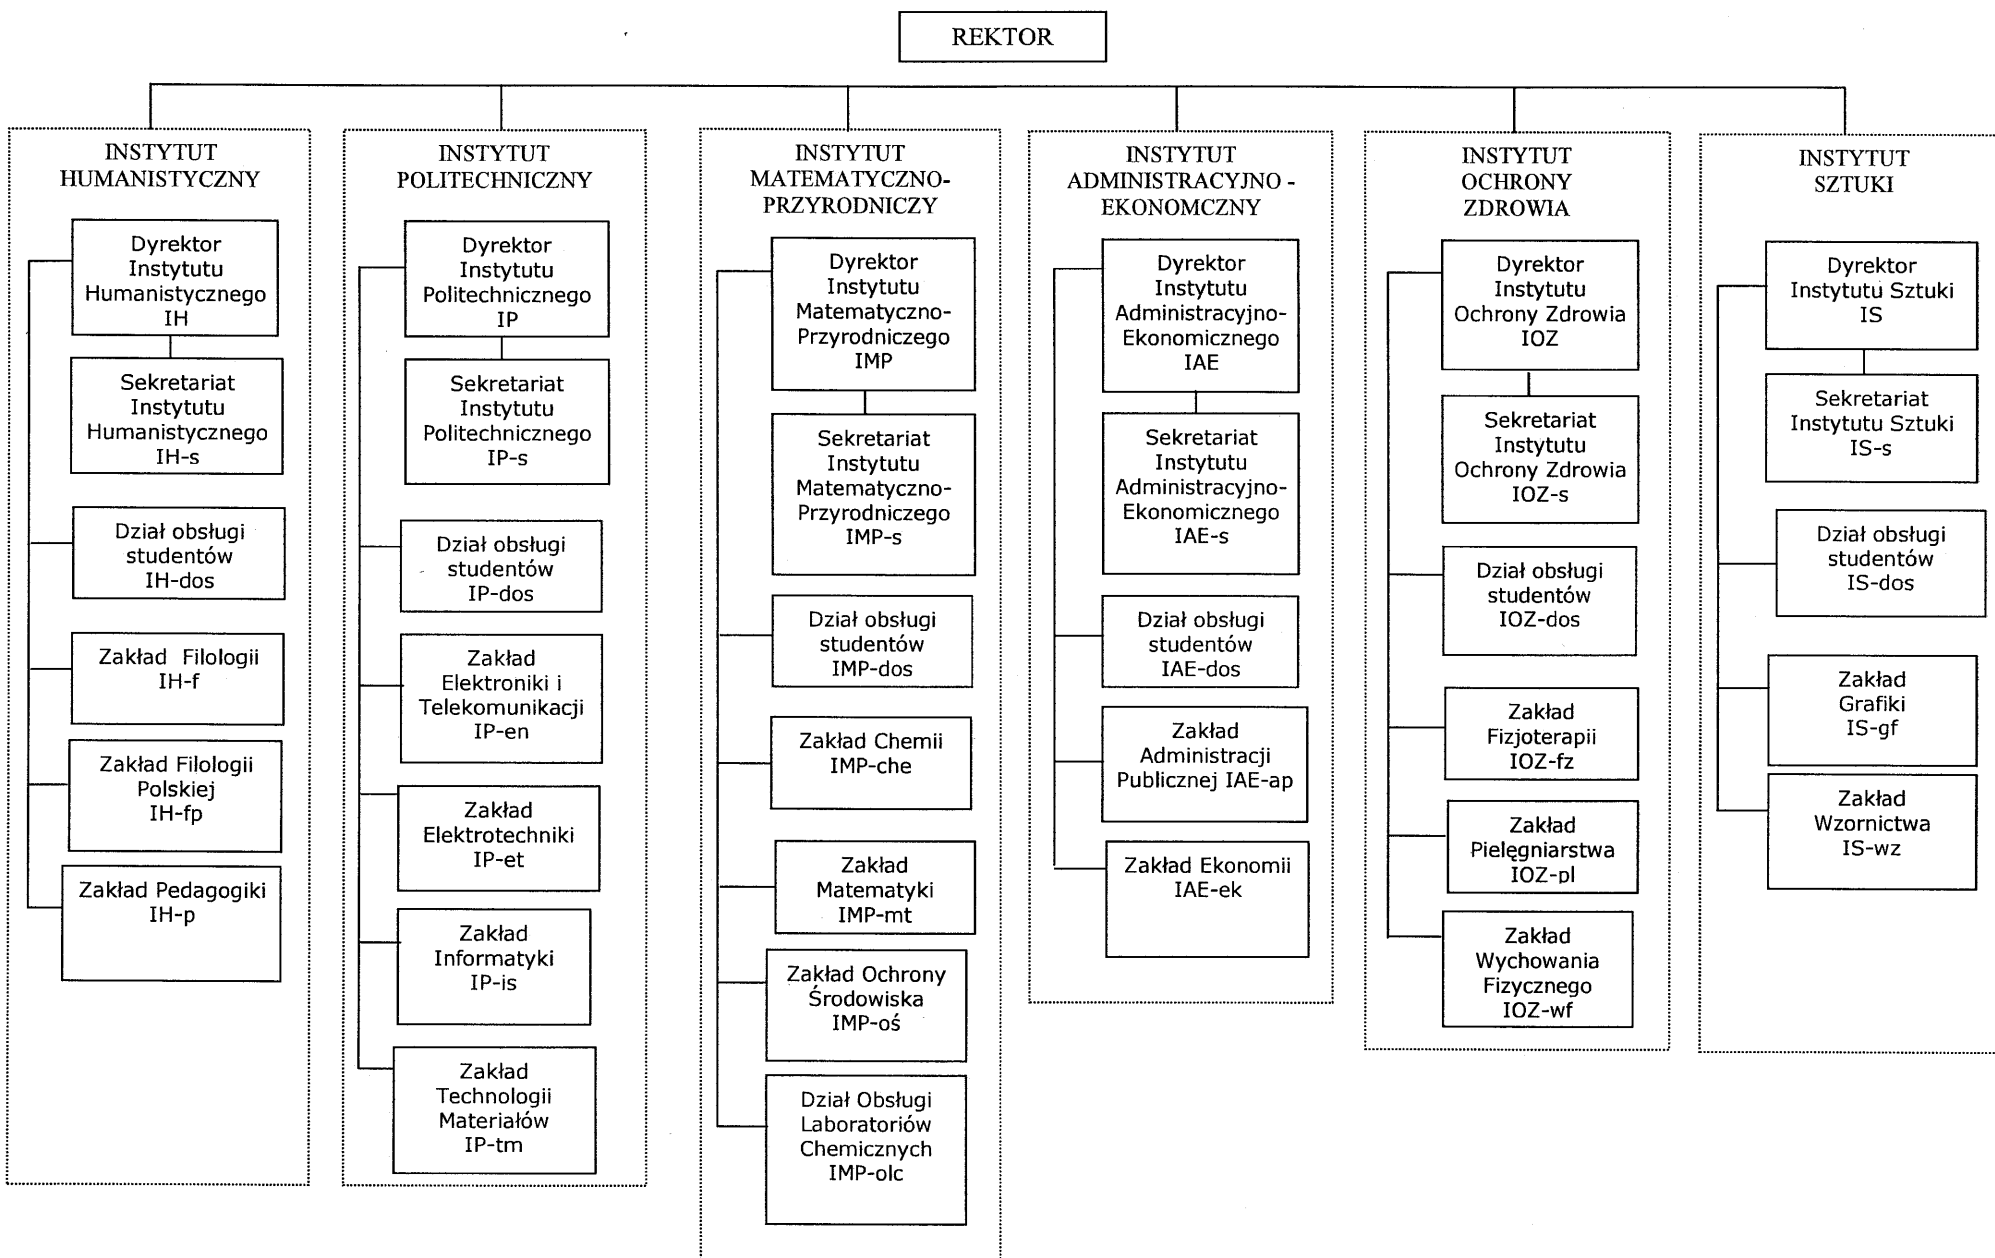 REKTOR
INSTYTUT
HUMANISTYCZNY
Dyrektor
Instytutu
Humanistycznego
IH
Sekretariat
Instytutu
Humanistycznego
IH-s
Dział obsługi
studentów
IH-dos
Zakład Filologii
IH-f
Zakład Filologii
Polskiej
IH-fp
Zakład Pedagogiki
IH-p
INSTYTUT
POLITECHNICZNY
Dyrektor
Instytutu
Politechnicznego
IP
Sekretariat
Instytutu
Politechnicznego
IP-s
Dział obsługi
studentów
IP-dos
Zakład
Elektroniki i
Telekomunikacji
IP-en
Zakład
Elektrotechniki
IP-et
Zakład
Informatyki
IP-is
Zakład
Technologii
Materiałów
IP-tm
INSTYTUT
MATEMATYCZNO-
PRZYRODNICZY
Dyrektor
Instytutu
Matematyczno-
Przyrodniczego
IMP
Sekretariat
Instytutu
Matematyczno-
Przyrodniczego
IMP-s
Dział obsługi
studentów
IMP-dos
Zakład Chemii
IMP-che
Zakład
Matematyki
IMP-mt
Zakład Ochrony
Środowiska
IMP-oś
Dział Obsługi
Laboratoriów
Chemicznych
IMP-olc
INSTYTUT
ADMINISTRACYJNO -
EKONOMCZNY
Dyrektor
Instytutu
Administracyjno-
Ekonomicznego
IAE
Sekretariat
Instytutu
Administracyjno-
Ekonomicznego
IAE-s
Dział obsługi
studentów
IAE-dos
Zakład
Administracji
Publicznej IAE-ap
Zakład Ekonomii
IAE-ek
INSTYTUT
OCHRONY
ZDROWIA
Dyrektor
Instytutu
Ochrony Zdrowia
IOZ
Sekretariat
Instytutu
Ochrony Zdrowia
IOZ-s
Dział obsługi
studentów
IOZ-dos
Zakład
Fizjoterapii
IOZ-fz
Zakład
Pielęgniarstwa
IOZ-pl
Zakład
Wychowania
Fizycznego
IOZ-wf
INSTYTUT
SZTUKI
Dyrektor
Instytutu Sztuki
IS
Sekretariat
Instytutu Sztuki
IS-s
Dział obsługi
studentów
IS-dos
Zakład
Grafiki
IS-gf
Zakład
Wzornictwa
IS-wz